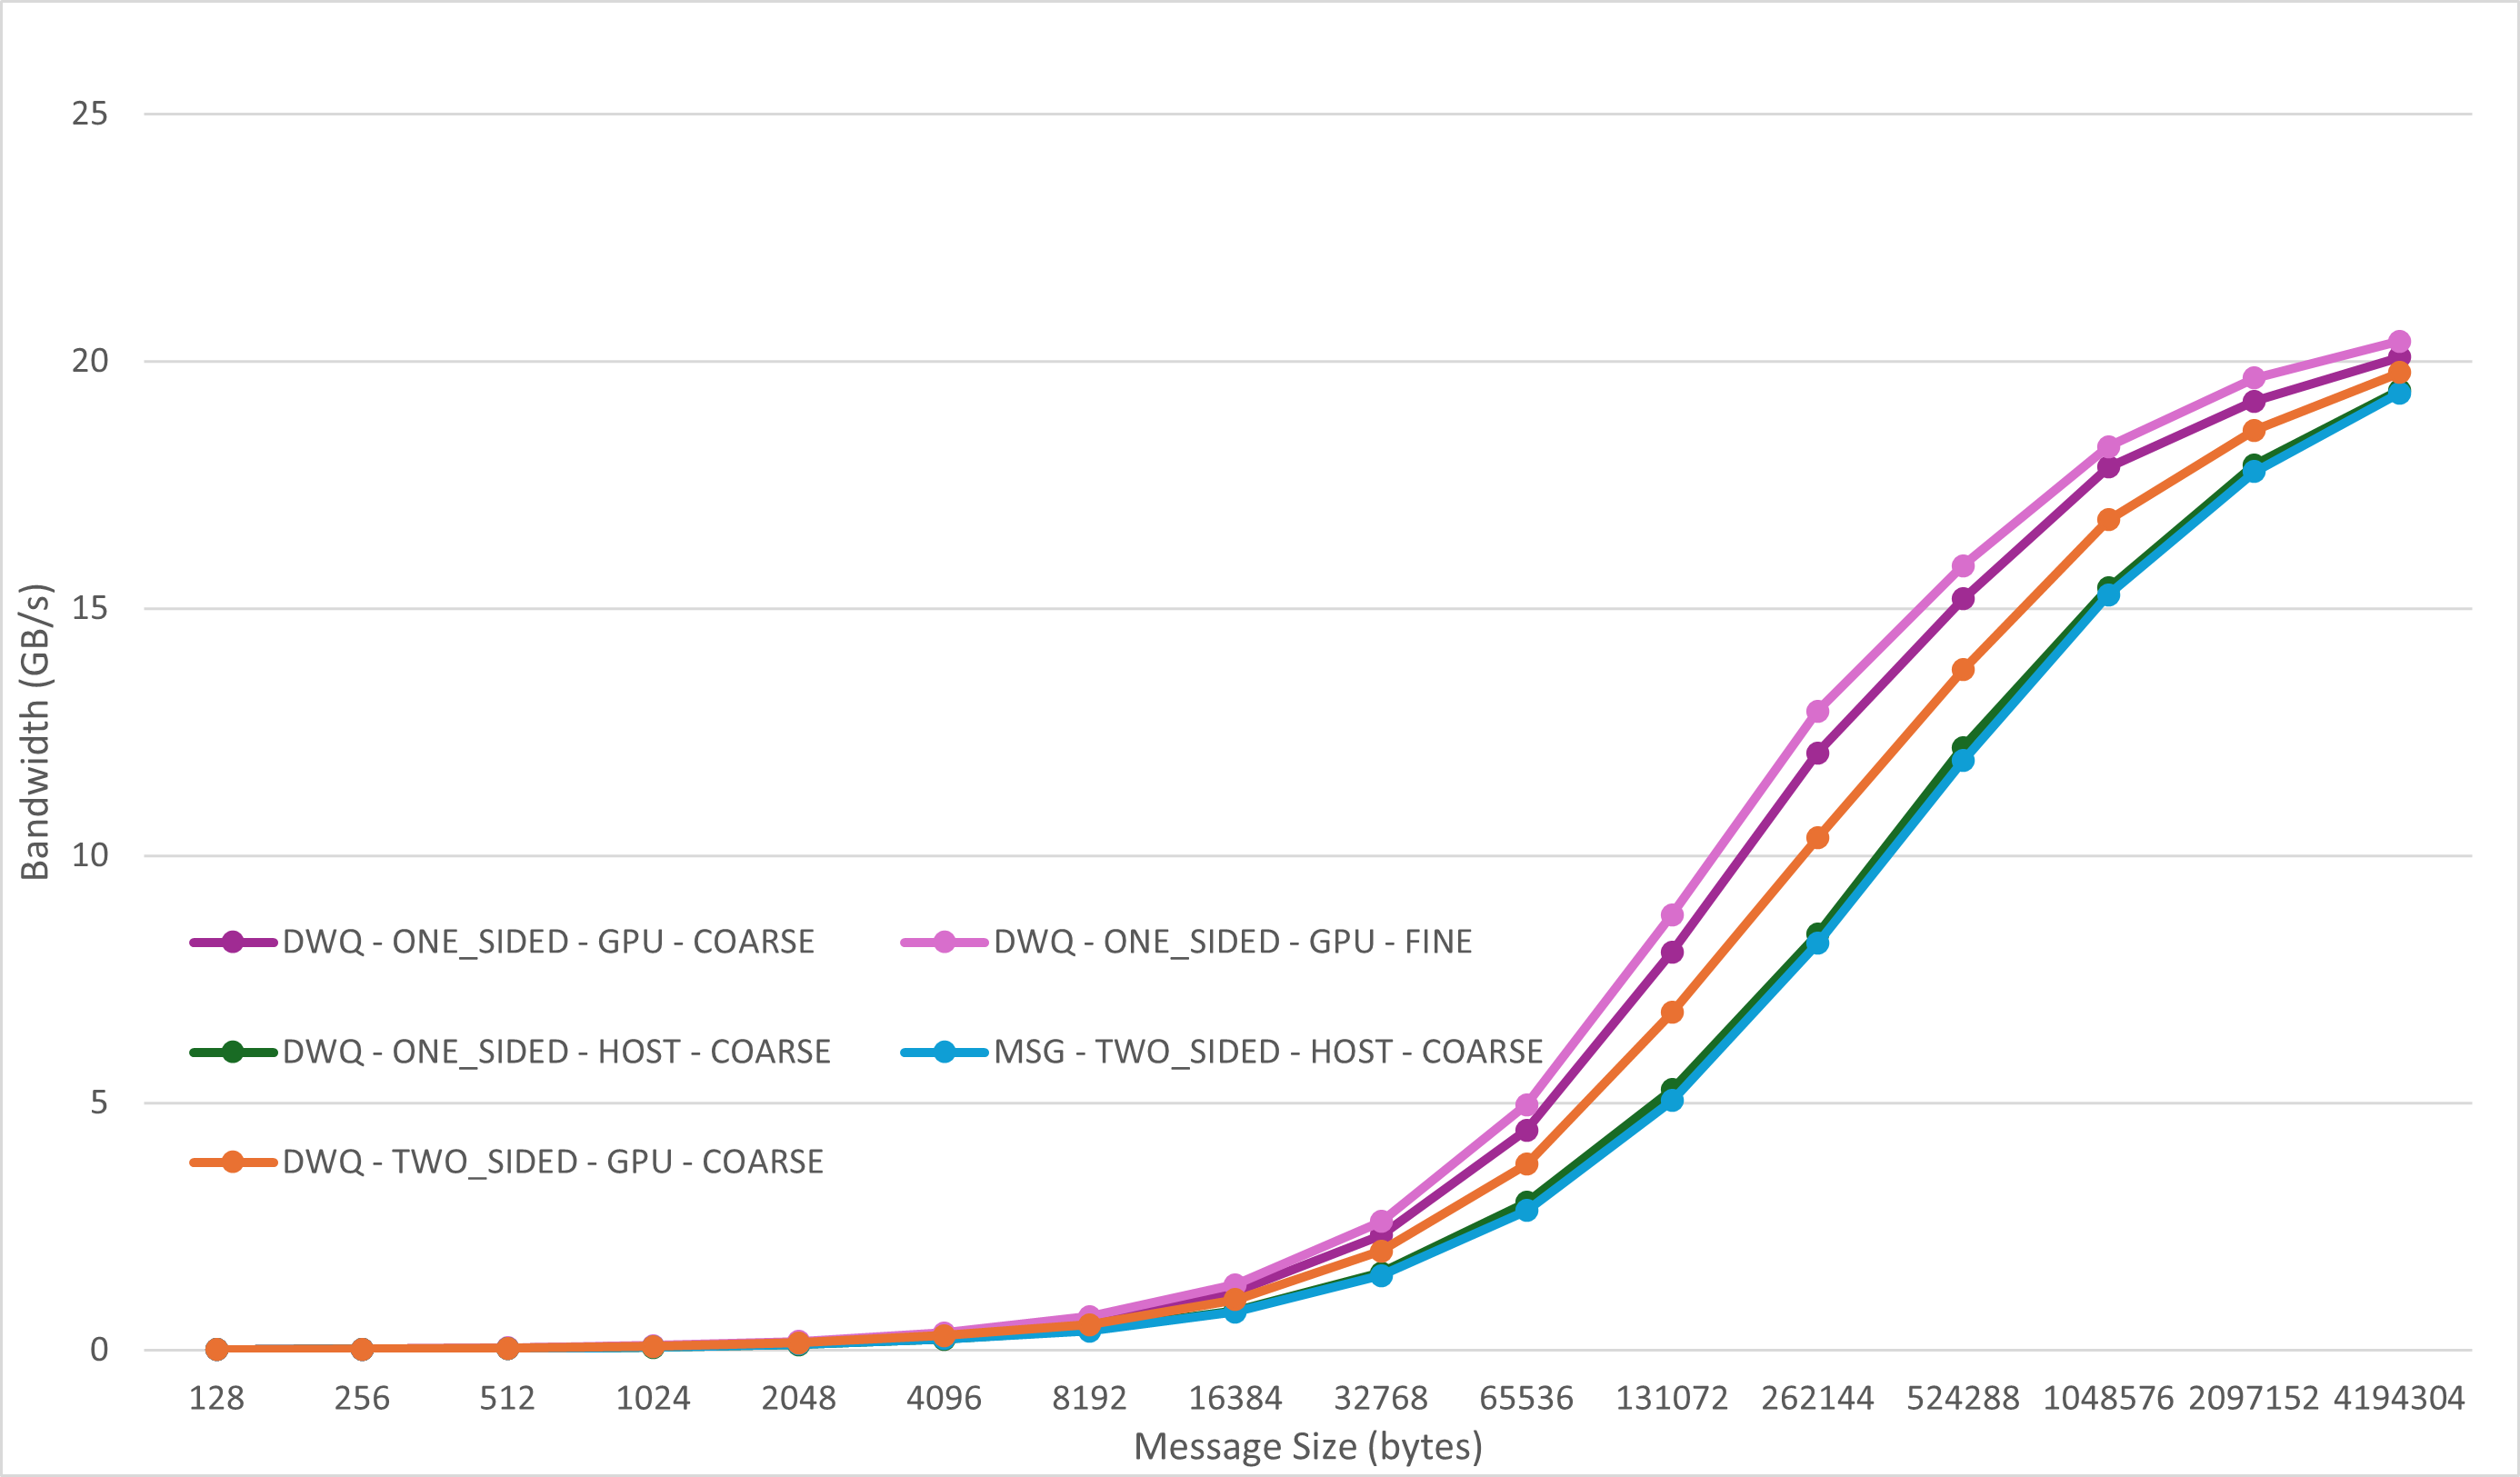 25
20
15
10
5
0
Bandwidth (GB/s)
DWQ - ONE_SIDED - GPU - COARSE
DWQ - ONE_SIDED - GPU - FINE
DWQ - ONE_SIDED - HOST - COARSE
MSG - TWO_SIDED - HOST - COARSE
DWQ - TWO_SIDED - GPU - COARSE
128 256 512 1024 2048 4096 8192 16384 32768 65536 131072 262144 524288 1048576 2097152 4194304
Message Size (bytes)